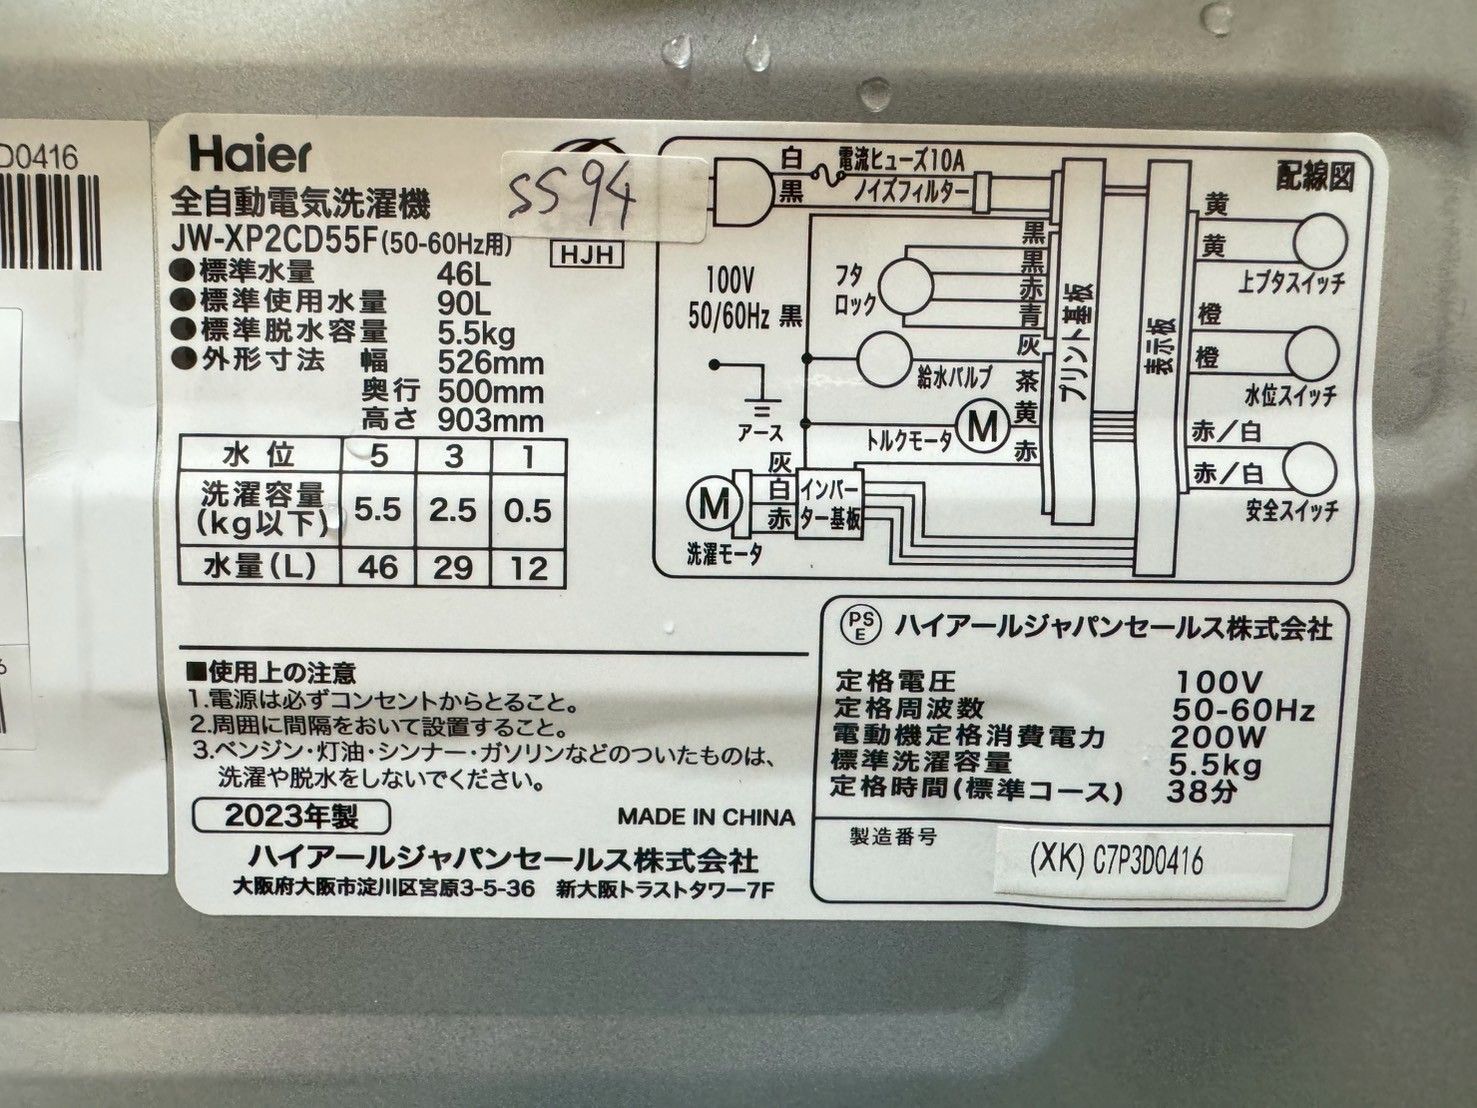 D0416
Haier
SS94
HJH
全自動電気洗濯機
JW-XP2CD55F(50-60Hz用)
●標準水量 46L
●標準使用水量 90L
●標準脱水容量 5.5kg
●外形寸法 幅 526mm
奥行 500mm
高さ 903mm
水位 5 3 1
洗濯容量(kg以下) 5.5 2.5 0.5
水量(L) 46 29 12
配線図
白
黒
電流ヒューズ10A
ノイズフィルター
100V
50/60Hz
黒
アース
フタロック
黒
黒
赤
青
灰
給水バルブ
茶
黄
トルクモータ
M
赤
灰
白
赤
M
洗濯モータ
インバーター基板
プリント基板
表示板
黄
黄
上ブタスイッチ
橙
橙
水位スイッチ
赤/白
赤/白
安全スイッチ
■使用上の注意
1.電源は必ずコンセントからとること。
2.周囲に間隔をおいて設置すること。
3.ベンジン・灯油・シンナー・ガソリンなどのついたものは、
洗濯や脱水をしないでください。
2023年製
MADE IN CHINA
ハイアールジャパンセールス株式会社
大阪府大阪市淀川区宮原3-5-36 新大阪トラストタワー7F
PSE ハイアールジャパンセールス株式会社
定格電圧 100V
定格周波数 50-60Hz
電動機定格消費電力 200W
標準洗濯容量 5.5kg
定格時間(標準コース) 38分
製造番号
(XK) C7P3D0416